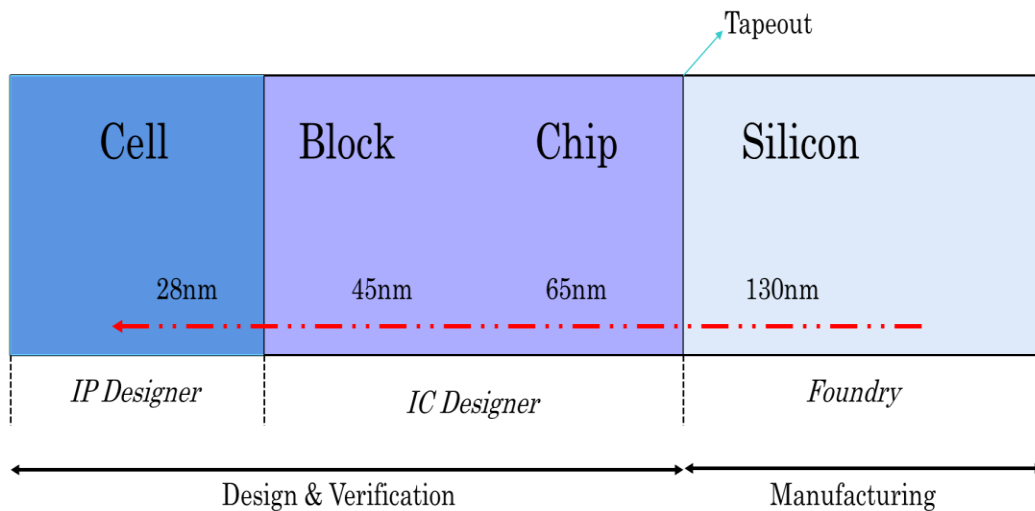 Tapeout
Cell Block Chip Silicon
28nm 45nm 65nm 130nm
IP Designer IC Designer Foundry
Design & Verification Manufacturing